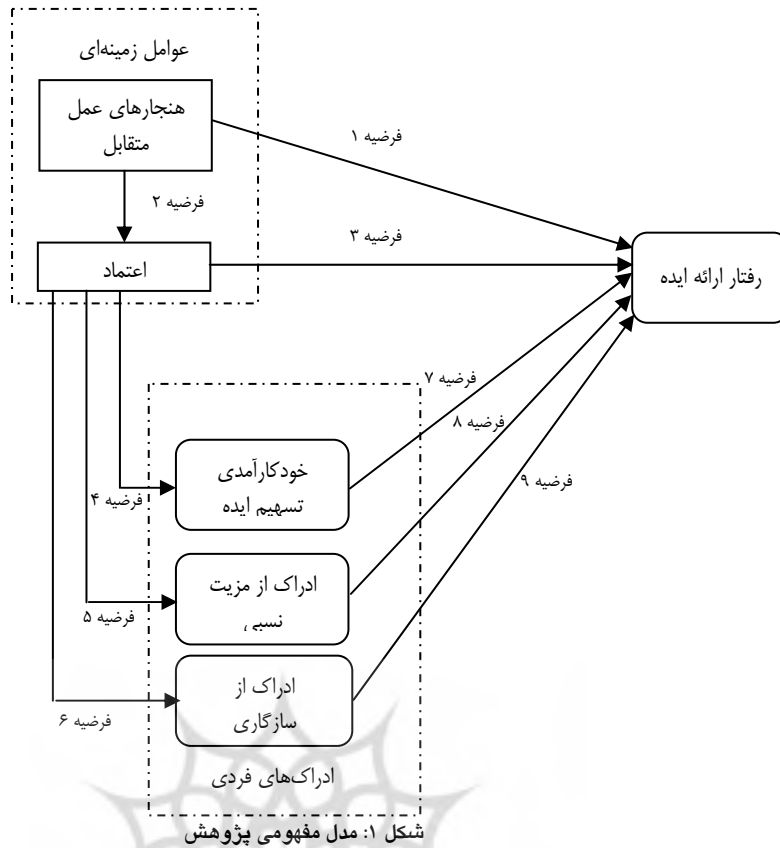 عوامل زمینه‌ای
هنجارهای عمل
متقابل
فرضیه ۱
فرضیه ۲
فرضیه ۳
اعتماد
رفتار ارائه ایده
فرضیه ۷
فرضیه ۸
فرضیه ۹
خودکارآمدی
تسهیم ایده
فرضیه ۴
ادراک از مزیت
نسبی
فرضیه ۵
ادراک از
سازگاری
فرضیه ۶
ادراک‌های فردی
شکل ۱: مدل مفهومی پژوهش